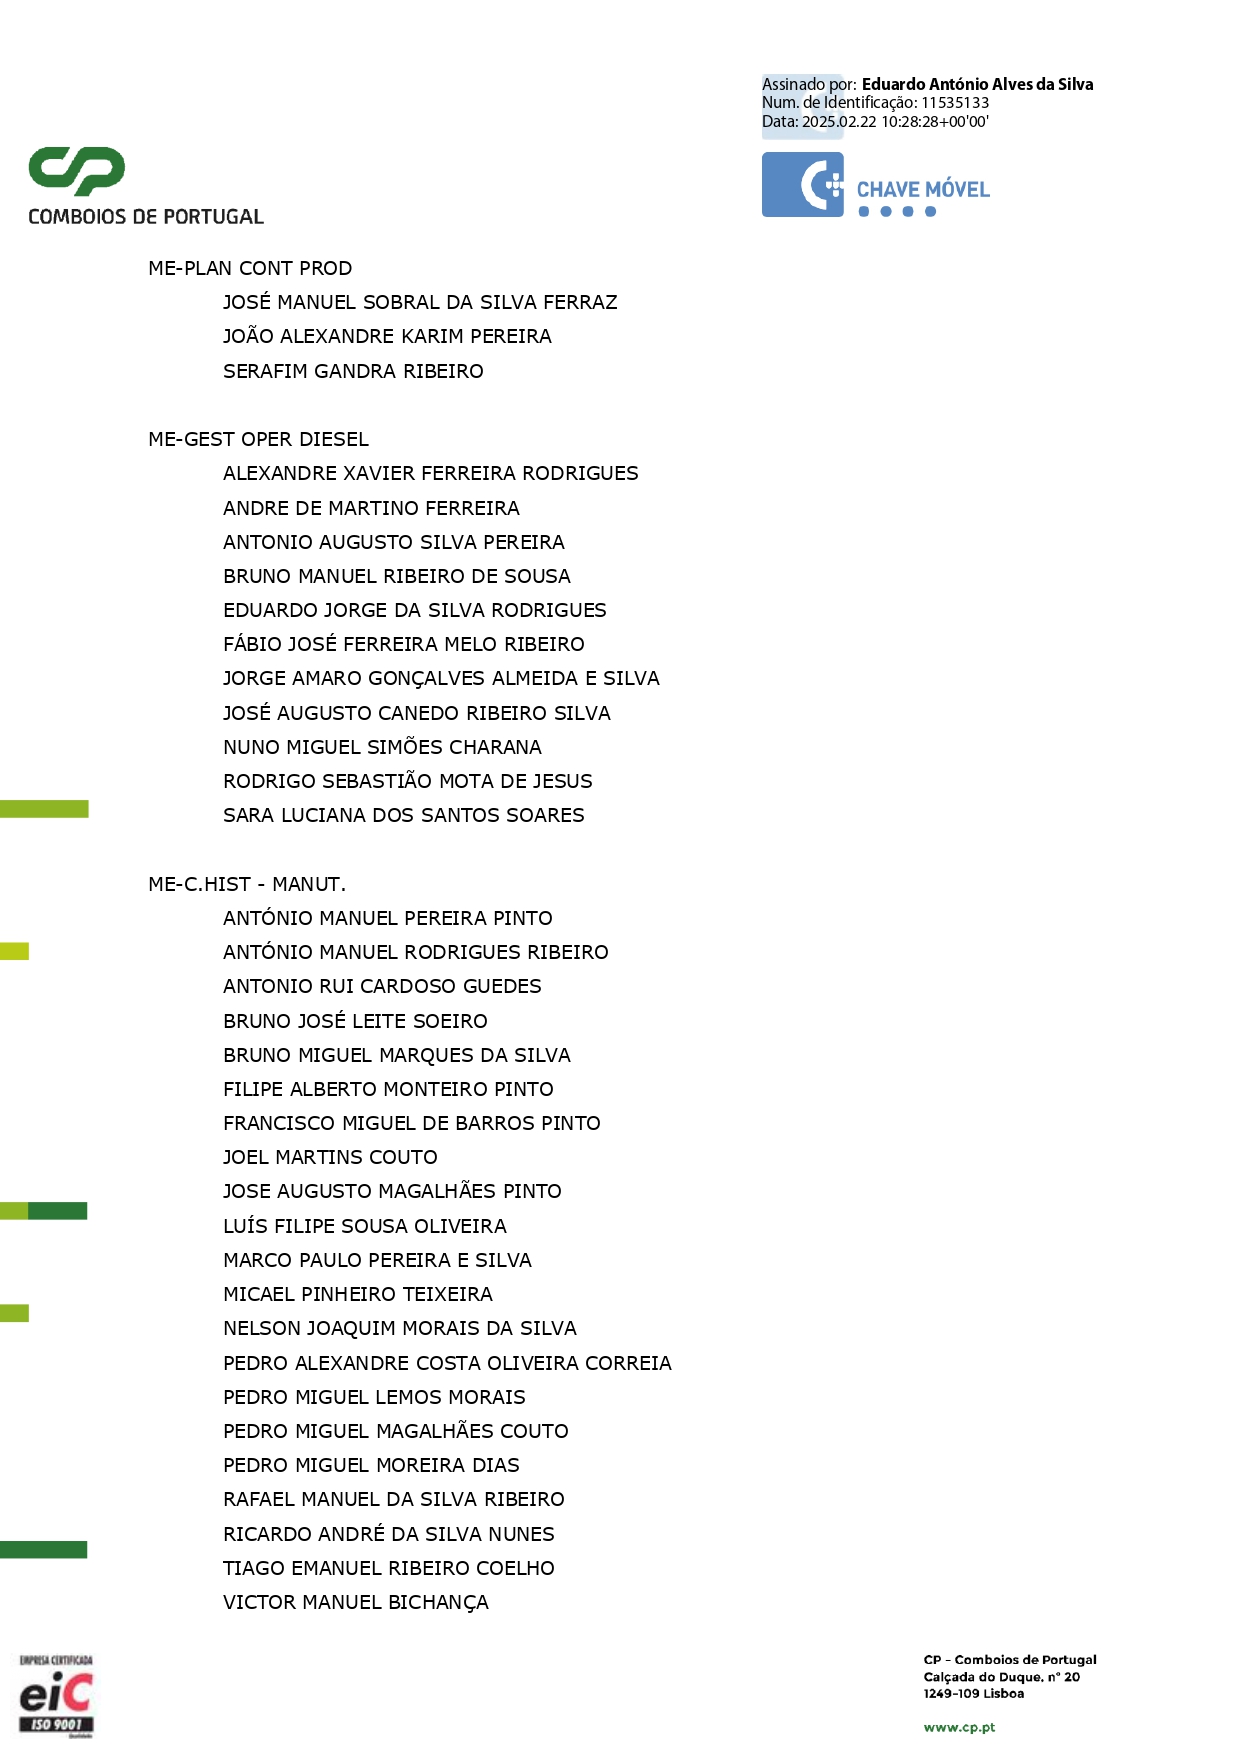 Assinado por: Eduardo António Alves da Silva
Num. de Identificação: 11535133
Data: 2025.02.22 10:28:28+00'00'
CHAVE MÓVEL
CP
COMBOIOS DE PORTUGAL
ME-PLAN CONT PROD
JOSÉ MANUEL SOBRAL DA SILVA FERRAZ
JOÃO ALEXANDRE KARIM PEREIRA
SERAFIM GANDRA RIBEIRO
ME-GEST OPER DIESEL
ALEXANDRE XAVIER FERREIRA RODRIGUES
ANDRE DE MARTINO FERREIRA
ANTONIO AUGUSTO SILVA PEREIRA
BRUNO MANUEL RIBEIRO DE SOUSA
EDUARDO JORGE DA SILVA RODRIGUES
FÁBIO JOSÉ FERREIRA MELO RIBEIRO
JORGE AMARO GONÇALVES ALMEIDA E SILVA
JOSÉ AUGUSTO CANEDO RIBEIRO SILVA
NUNO MIGUEL SIMÕES CHARANA
RODRIGO SEBASTIÃO MOTA DE JESUS
SARA LUCIANA DOS SANTOS SOARES
ME-C.HIST - MANUT.
ANTÓNIO MANUEL PEREIRA PINTO
ANTÓNIO MANUEL RODRIGUES RIBEIRO
ANTONIO RUI CARDOSO GUEDES
BRUNO JOSÉ LEITE SOEIRO
BRUNO MIGUEL MARQUES DA SILVA
FILIPE ALBERTO MONTEIRO PINTO
FRANCISCO MIGUEL DE BARROS PINTO
JOEL MARTINS COUTO
JOSE AUGUSTO MAGALHÃES PINTO
LUÍS FILIPE SOUSA OLIVEIRA
MARCO PAULO PEREIRA E SILVA
MICAEL PINHEIRO TEIXEIRA
NELSON JOAQUIM MORAIS DA SILVA
PEDRO ALEXANDRE COSTA OLIVEIRA CORREIA
PEDRO MIGUEL LEMOS MORAIS
PEDRO MIGUEL MAGALHÃES COUTO
PEDRO MIGUEL MOREIRA DIAS
RAFAEL MANUEL DA SILVA RIBEIRO
RICARDO ANDRÉ DA SILVA NUNES
TIAGO EMANUEL RIBEIRO COELHO
VICTOR MANUEL BICHANÇA
EMPRESA CERTIFICADA
eiC
ISO 9001
CP - Comboios de Portugal
Calçada do Duque, nº 20
1249-109 Lisboa
www.cp.pt